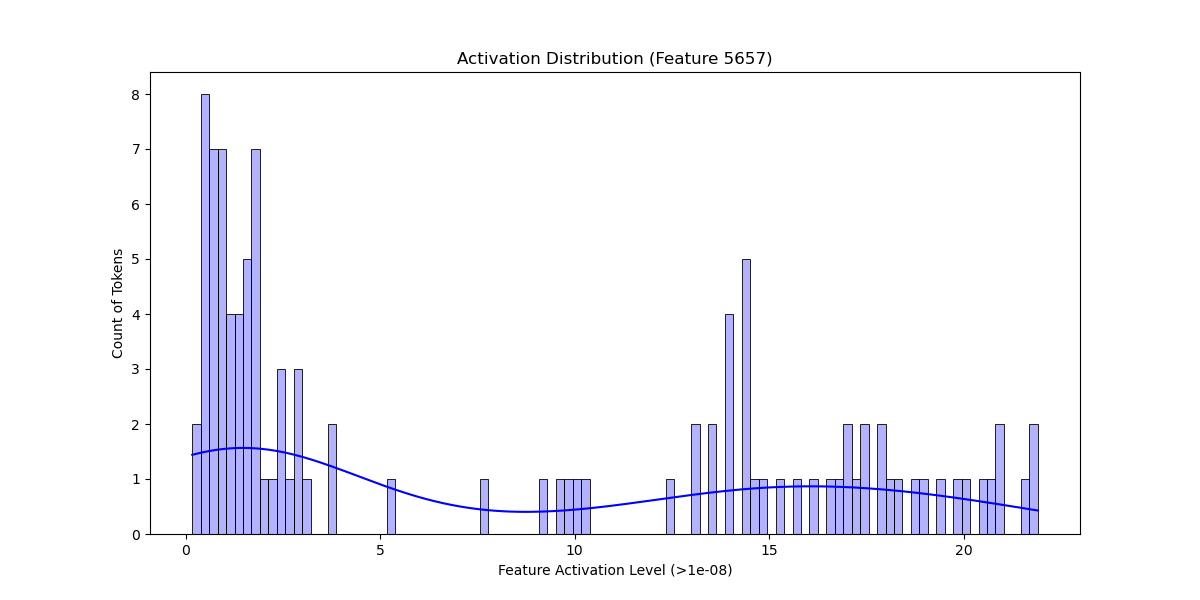 Activation Distribution (Feature 5657)
Count of Tokens
8
7
6
5
4
3
2
1
0
0 5 10 15 20
Feature Activation Level (>1e-08)